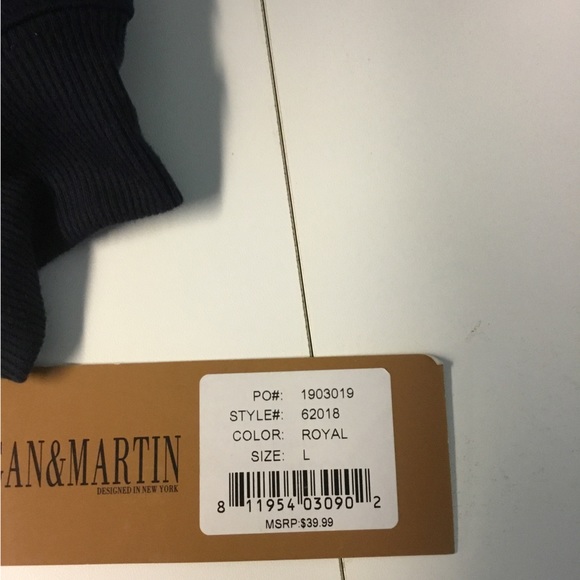 PO#: 1903019
STYLE#: 62018
COLOR: ROYAL
SIZE: L
8 11954 03090 2
MSRP:$39.99
GAN&MARTIN
DESIGNED IN NEW YORK